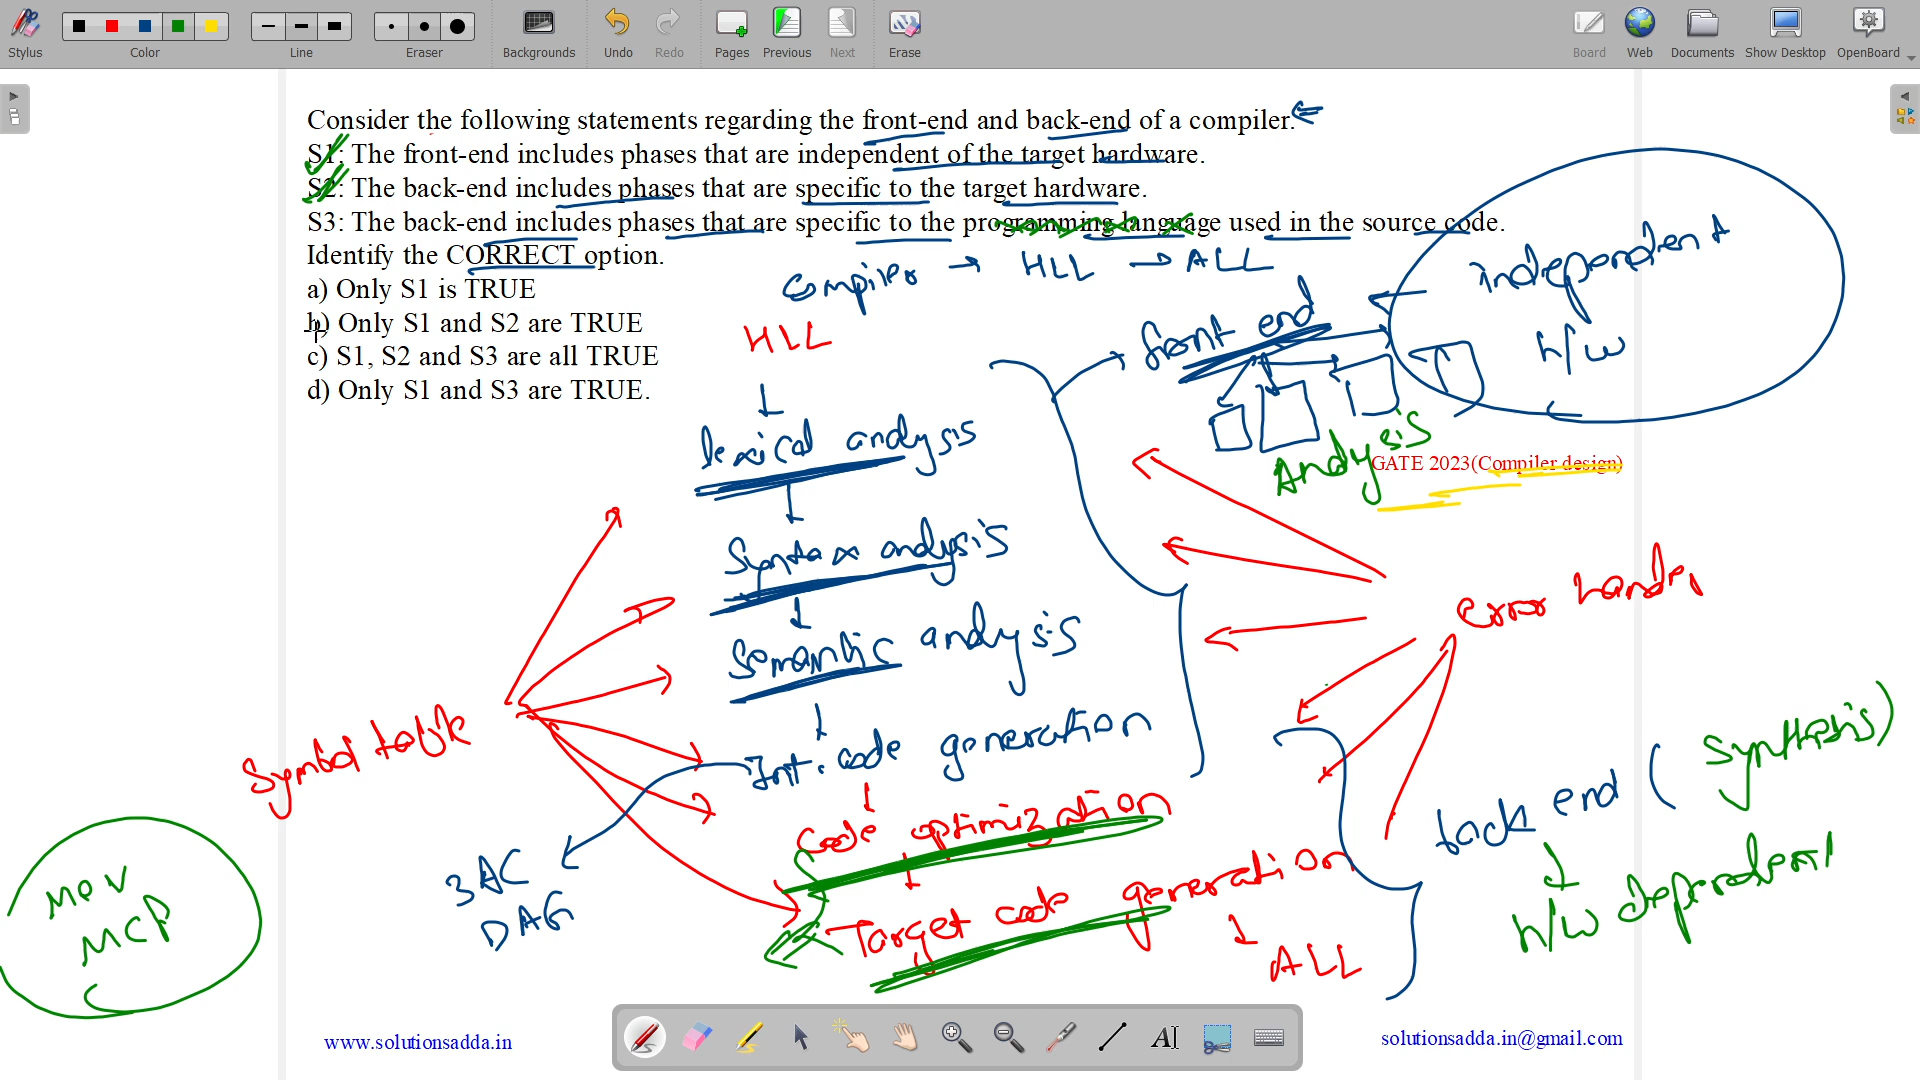 Stylus
Color
Line
Eraser
Backgrounds
Undo
Redo
Pages
Previous
Next
Erase
Board
Web
Documents
Show Desktop
OpenBoard
Consider the following statements regarding the front-end and back-end of a compiler.
S1: The front-end includes phases that are independent of the target hardware.
S2: The back-end includes phases that are specific to the target hardware.
S3: The back-end includes phases that are specific to the programming language used in the source code.
Identify the CORRECT option.
a) Only S1 is TRUE
b) Only S1 and S2 are TRUE
c) S1, S2 and S3 are all TRUE
d) Only S1 and S3 are TRUE.
Compiler → HLL → ALL
HLL
front end
independent
h/w
lexical analysis
Analysis
GATE 2023(Compiler design)
Syntax analysis
error handler
Semantic analysis
Symbol table
Int. code generation
back end (Synthesis)
Code optimization
h/w dependent
3AC
DAG
Target code generation
ALL
MOV
www.solutionsadda.in
solutionsadda.in@gmail.com